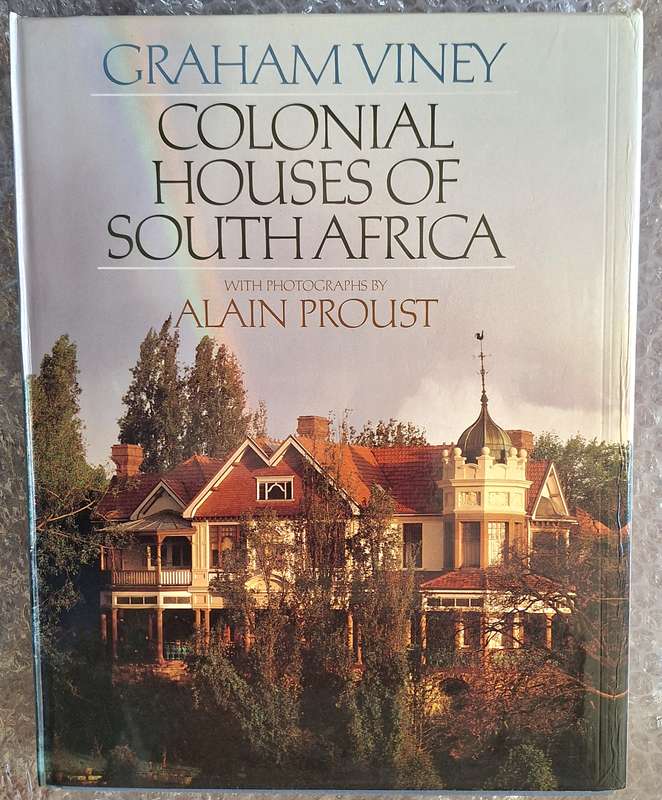 GRAHAM VINEY
COLONIAL
HOUSES OF
SOUTH AFRICA
WITH PHOTOGRAPHS BY
ALAIN PROUST